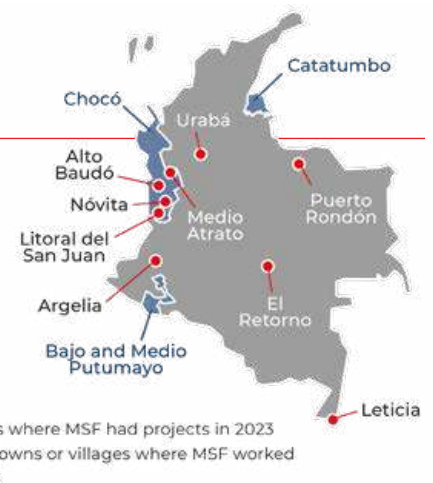 Catatumbo
Chocó
Urabá
Alto
Baudó
Puerto
Rondón
Nóvita
Medio
Atrato
Litoral del
San Juan
Argelia
El
Retorno
Bajo and Medio
Putumayo
Leticia
where MSF had projects in 2023
or villages where MSF worked